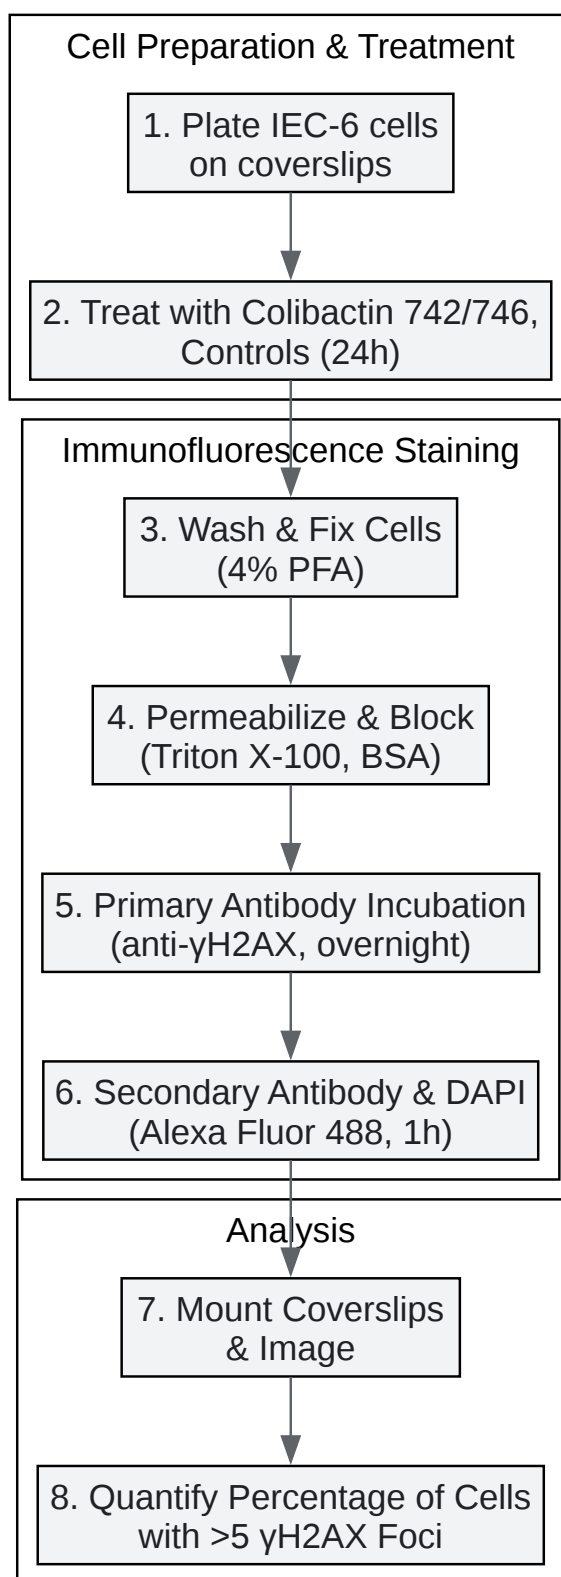 Cell Preparation & Treatment
1. Plate IEC-6 cells
on coverslips
2. Treat with Colibactin 742/746,
Controls (24h)
Immunofluorescence Staining
3. Wash & Fix Cells
(4% PFA)
4. Permeabilize & Block
(Triton X-100, BSA)
5. Primary Antibody Incubation
(anti-γH2AX, overnight)
6. Secondary Antibody & DAPI
(Alexa Fluor 488, 1h)
Analysis
7. Mount Coverslips
& Image
8. Quantify Percentage of Cells
with >5 γH2AX Foci